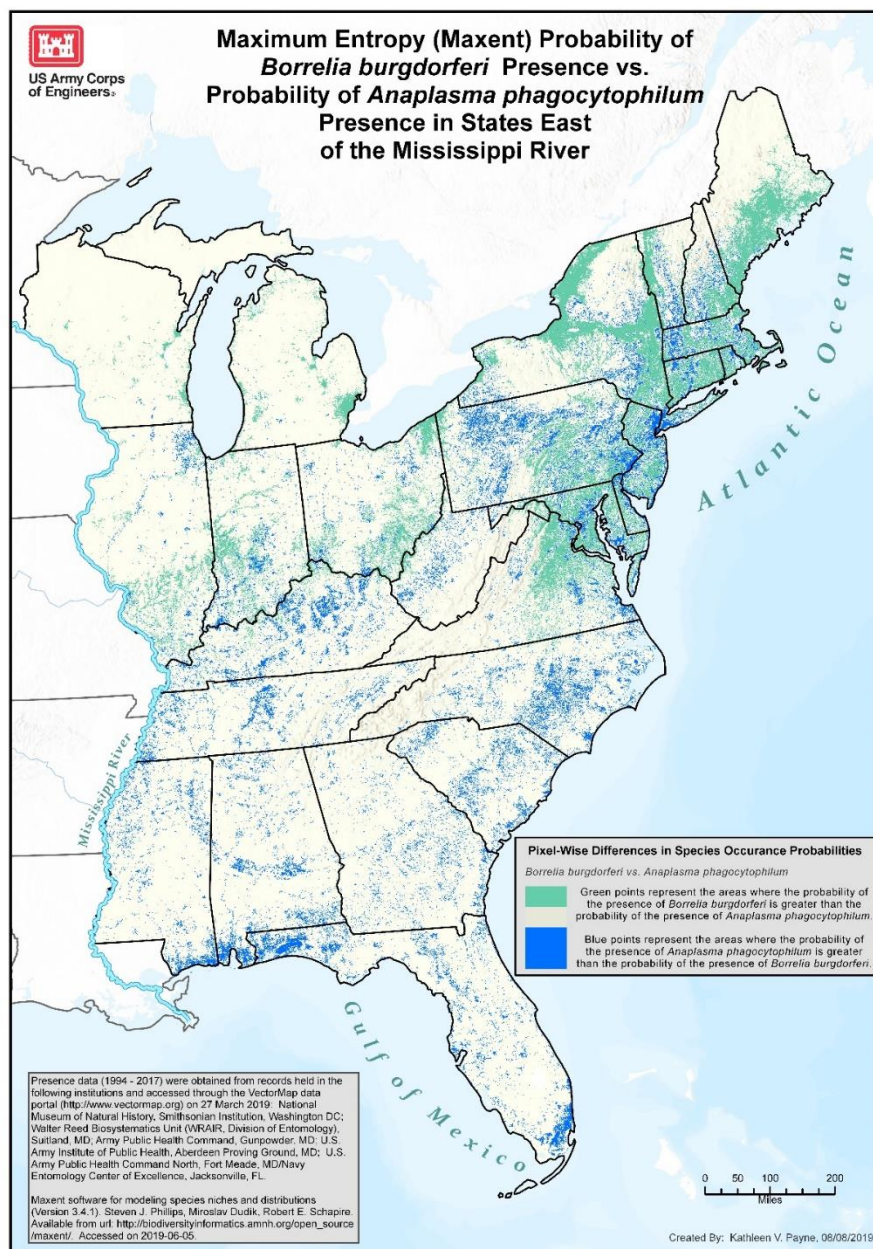 US Army Corps
of Engineers®
Maximum Entropy (Maxent) Probability of
Borrelia burgdorferi Presence vs.
Probability of Anaplasma phagocytophilum
Presence in States East
of the Mississippi River
Atlantic Ocean
Mississippi River
Gulf of Mexico
Pixel-Wise Differences in Species Occurance Probabilities
Borrelia burgdorferi vs. Anaplasma phagocytophilum
Green points represent the areas where the probability of
the presence of Borrelia burgdorferi is greater than the
probability of the presence of Anaplasma phagocytophilum.
Blue points represent the areas where the probability of
the presence of Anaplasma phagocytophilum is greater
than the probability of the presence of Borrelia burgdorferi.
Presence data (1994 - 2017) were obtained from records held in the
following institutions and accessed through the VectorMap data
portal (http://www.vectormap.org) on 27 March 2019: National
Museum of Natural History, Smithsonian Institution, Washington DC;
Walter Reed Biosystematics Unit (WRAIR, Division of Entomology),
Suitland, MD; Army Public Health Command, Gunpowder, MD; U.S.
Army Institute of Public Health, Aberdeen Proving Ground, MD; U.S.
Army Public Health Command North, Fort Meade, MD/Navy
Entomology Center of Excellence, Jacksonville, FL.
Maxent software for modeling species niches and distributions
(Version 3.4.1). Steven J. Phillips, Miroslav Dudik, Robert E. Schapire.
Available from url: http://biodiversityinformatics.amnh.org/open_source
/maxent/. Accessed on 2019-06-05.
0 50 100 200
Miles
Created By: Kathleen V. Payne, 08/08/2019